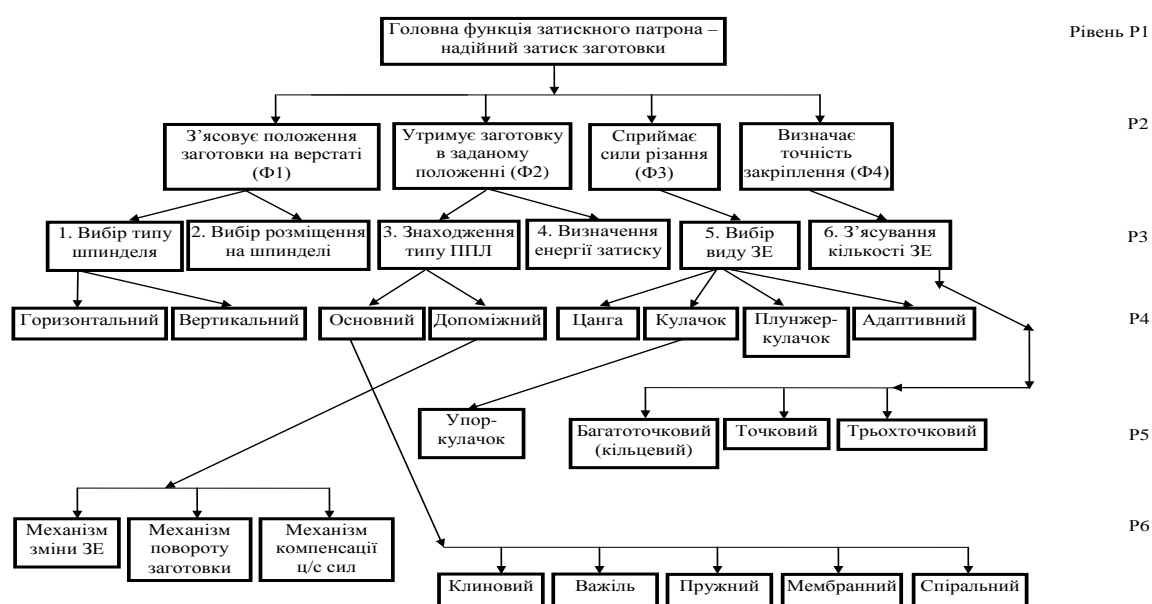 Головна функція затискного патрона –
надійний затиск заготовки
Рівень Р1
З’ясовує положення
заготовки на верстаті
(Ф1)
Утримує заготовку
в заданому
положенні (Ф2)
Сприймає
сили різання
(Ф3)
Визначає
точність
закріплення (Ф4)
Р2
1. Вибір типу
шпинделя
2. Вибір розміщення
на шпинделі
3. Знаходження
типу ППЛ
4. Визначення
енергії затиску
5. Вибір
виду ЗЕ
6. З’ясування
кількості ЗЕ
Р3
Горизонтальний
Вертикальний
Основний
Допоміжний
Цанга
Кулачок
Плунжер-
кулачок
Адаптивний
Р4
Упор-
кулачок
Багатоточковий
(кільцевий)
Точковий
Трьохточковий
Р5
Механізм
зміни ЗЕ
Механізм
повороту
заготовки
Механізм
компенсації
ц/с сил
Р6
Клиновий
Важіль
Пружний
Мембранний
Спіральний